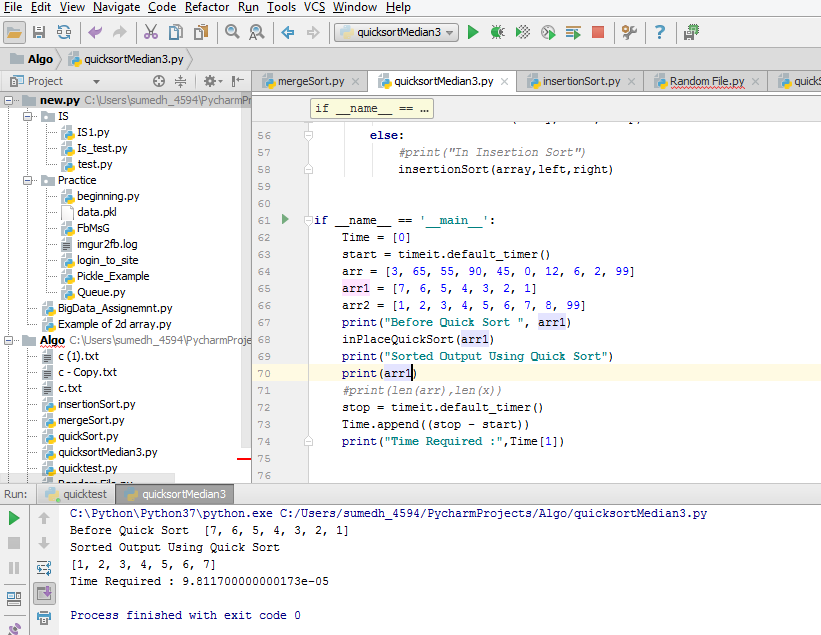 File Edit View Navigate Code Refactor Run Tools VCS Window Help
quicksortMedian3
Algo quicksortMedian3.py
Project
mergeSort.py quicksortMedian3.py insertionSort.py Random File.py quickS
new.py C:\Users\sumedh_4594\PycharmPr
IS
IS1.py
Is_test.py
test.py
Practice
beginning.py
data.pkl
FbMsG
imgur2fb.log
login_to_site
Pickle_Example
Queue.py
BigData_Assignemnt.py
Example of 2d array.py
Algo C:\Users\sumedh_4594\PycharmProje
c (1).txt
c - Copy.txt
c.txt
insertionSort.py
mergeSort.py
quickSort.py
quicksortMedian3.py
quicktest.py
if __name__ == ...
56 else:
57 #print("In Insertion Sort")
58 insertionSort(array,left,right)
59
60
61 if __name__ == '__main__':
62 Time = [0]
63 start = timeit.default_timer()
64 arr = [3, 65, 55, 90, 45, 0, 12, 6, 2, 99]
65 arr1 = [7, 6, 5, 4, 3, 2, 1]
66 arr2 = [1, 2, 3, 4, 5, 6, 7, 8, 99]
67 print("Before Quick Sort ", arr1)
68 inPlaceQuickSort(arr1)
69 print("Sorted Output Using Quick Sort")
70 print(arr1)
71 #print(len(arr),len(x))
72 stop = timeit.default_timer()
73 Time.append((stop - start))
74 print("Time Required :",Time[1])
75
76
Run: quicktest quicksortMedian3
C:\Python\Python37\python.exe C:/Users/sumedh_4594/PycharmProjects/Algo/quicksortMedian3.py
Before Quick Sort  [7, 6, 5, 4, 3, 2, 1]
Sorted Output Using Quick Sort
[1, 2, 3, 4, 5, 6, 7]
Time Required : 9.811700000000173e-05
Process finished with exit code 0